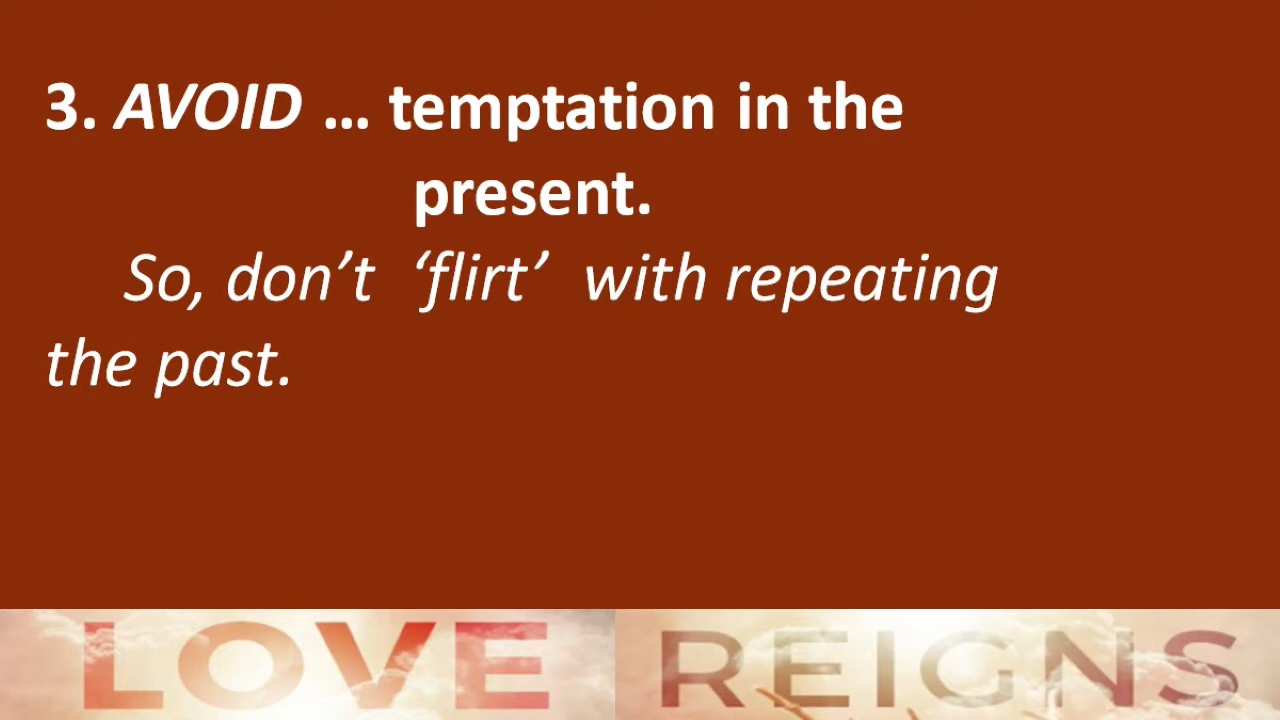 3. AVOID … temptation in the
present.
So, don’t ‘flirt’ with repeating
the past.
LOVE REIGNS